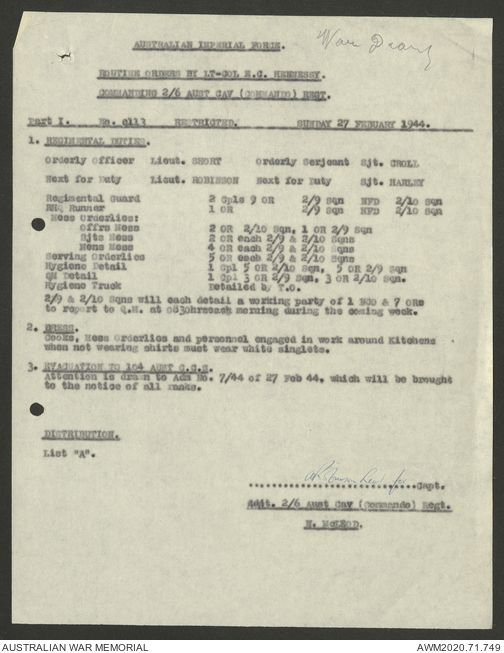 War Diary
AUSTRALIAN IMPERIAL FORCE.
ROUTINE ORDERS BY LT-COL E.C. HENNESSY.
COMMANDING 2/6 AUST CAV (COMMANDO) REGT.
Part I. No. c113 RESTRICTED. SUNDAY 27 FEBUARY 1944.
1. REGIMENTAL DUTIES.
Orderly Officer Lieut. SHORT Orderly Serjeant Sjt. CROLL
Next for Duty Lieut. ROBINSON Next for Duty Sjt. HARLEY
Regimental Guard 2 Cpls 9 OR 2/9 Sqn NFD 2/10 Sqn
RHQ Runner 1 OR 2/9 Sqn NFD 2/10 Sqn
Mess Orderlies:
Offrs Mess 2 OR 2/10 Sqn, 1 OR 2/9 Sqn
Sjts Mess 2 OR each 2/9 & 2/10 Sqns
Mens Mess 4 OR each 2/9 & 2/10 Sqns
Serving Orderlies 5 OR each 2/9 & 2/10 Sqns
Hygiene Detail 1 Cpl 5 OR 2/10 Sqn, 5 OR 2/9 Sqn
QM Detail 1 Cpl 3 OR 2/9 Sqn, 3 OR 2/10 Sqn.
Hygiene Truck Detailed by T.O.
2/9 & 2/10 Sqns will each detail a working party of 1 NCO & 7 ORs
to report to Q.M. at 0830hrs each morning during the coming week.
2. DRESS.
Cooks, Mess Orderlies and personnel engaged in work around Kitchens
when not wearing shirts must wear white singlets.
3. EVACUATION TO 104 AUST C.C.S.
Attention is drawn to Adm No. 7/44 of 27 Feb 44, which will be brought
to the notice of all ranks.
DISTRIBUTION.
List "A".
Capt.
Adjt. 2/6 Aust Cav (Commando) Regt.
H. McLEOD.
AUSTRALIAN WAR MEMORIAL AWM2020.71.740